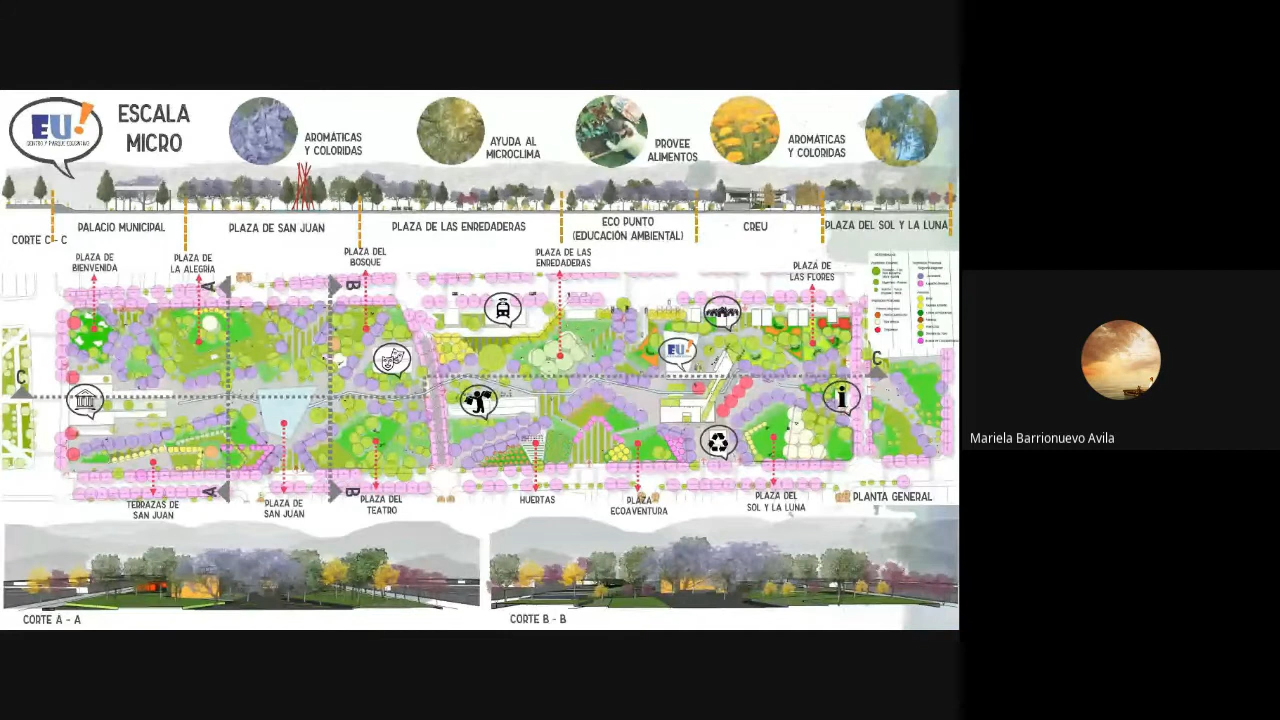 EU!
CENTRO Y PARQUE EDUCATIVO
ESCALA
MICRO
AROMÁTICAS
Y COLORIDAS
AYUDA AL
MICROCLIMA
PROVEE
ALIMENTOS
AROMÁTICAS
Y COLORIDAS
CORTE C - C
PALACIO MUNICIPAL
PLAZA DE SAN JUAN
PLAZA DE LAS ENREDADERAS
ECO PUNTO
(EDUCACIÓN AMBIENTAL)
CREU
PLAZA DEL SOL Y LA LUNA
PLAZA DE
BIENVENIDA
PLAZA DE
LA ALEGRIA
PLAZA DEL
BOSQUE
PLAZA DE LAS
ENREDADERAS
PLAZA DE
LAS FLORES
A
B
C
C
EU!
i
A
B
TERRAZAS DE
SAN JUAN
PLAZA DE
SAN JUAN
PLAZA DEL
TEATRO
HUERTAS
PLAZA
ECOAVENTURA
PLAZA DEL
SOL Y LA LUNA
PLANTA GENERAL
CORTE A - A
CORTE B - B
Mariela Barrionuevo Avila